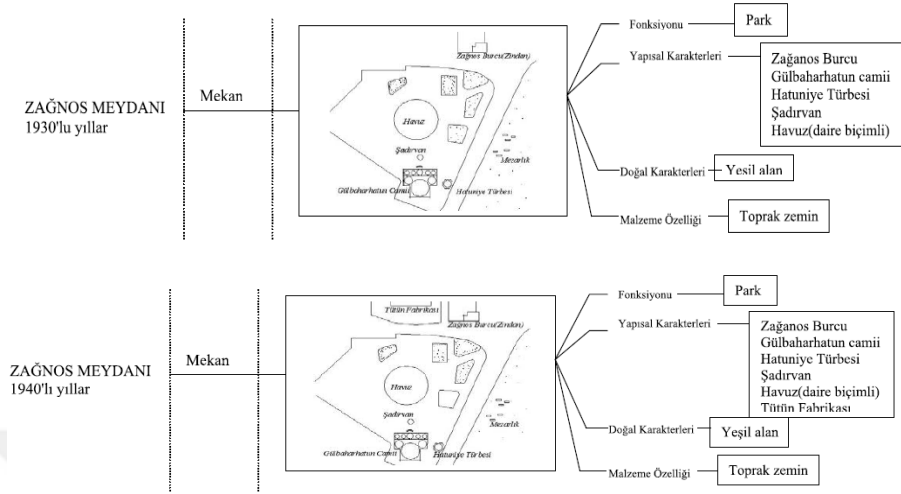 ZAĞNOS MEYDANI
1930'lu yıllar
Mekan
Zağnos Burcu(Zindan)
Havuz
Şadırvan
Mezarlık
Gülbaharhatun Camii
Hatuniye Türbesi
Fonksiyonu
Park
Yapısal Karakterleri
Zağanos Burcu
Gülbaharhatun camii
Hatuniye Türbesi
Şadırvan
Havuz(daire biçimli)
Doğal Karakterleri
Yesil alan
Malzeme Özelliği
Toprak zemin
ZAĞNOS MEYDANI
1940'lı yıllar
Mekan
Tütün Fabrikası
Zağnos Burcu(Zindan)
Havuz
Şadırvan
Mezarlık
Gülbaharhatun Camii
Hatuniye Türbesi
Fonksiyonu
Park
Yapısal Karakterleri
Zağanos Burcu
Gülbaharhatun camii
Hatuniye Türbesi
Şadırvan
Havuz(daire biçimli)
Tütün Fabrikası
Doğal Karakterleri
Yeşil alan
Malzeme Özelliği
Toprak zemin